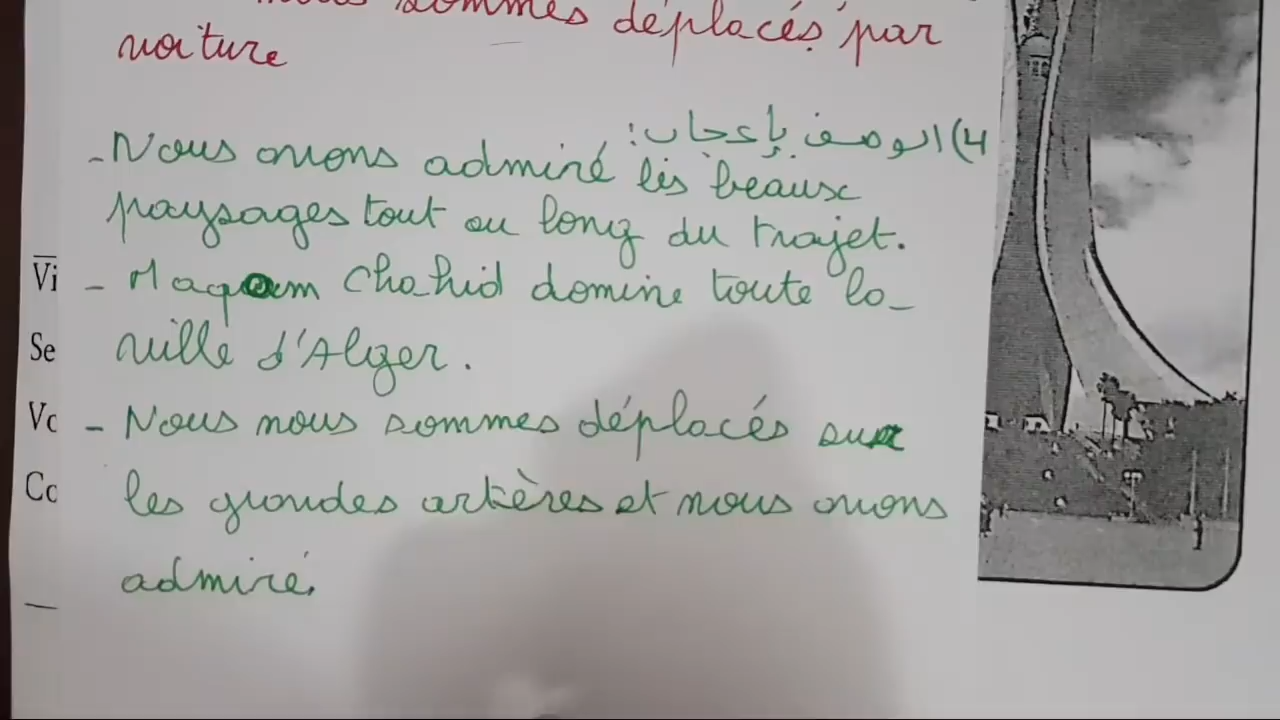 nous sommes déplacés par
voiture
4) الوصف بإعجاب:
- Nous avons admiré les beaux
paysages tout au long du trajet.
- Maqam Chahid domine toute la
ville d'Alger.
- Nous nous sommes déplacés sur
les grandes artères et nous avons
admiré.
Vi
Se
Vo
Co